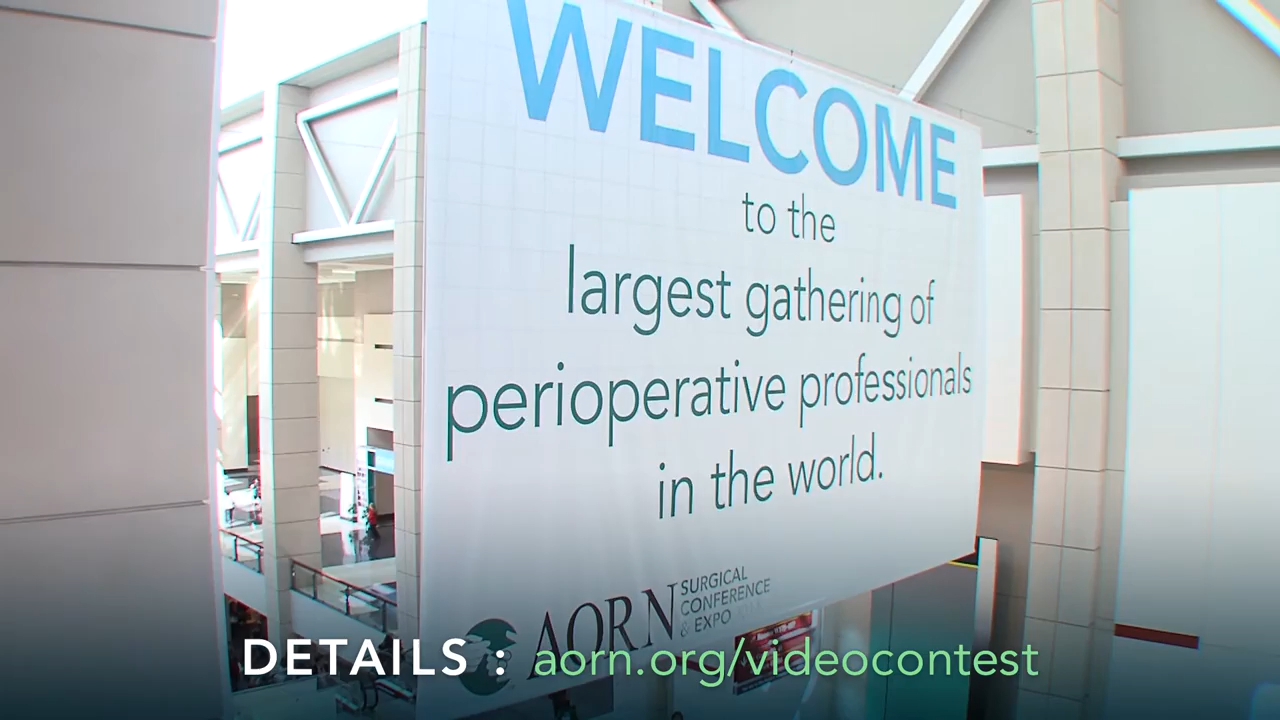 WELCOME
to the
largest gathering of
perioperative professionals
in the world.
AORN SURGICAL
CONFERENCE
& EXPO
DETAILS : aorn.org/videocontest